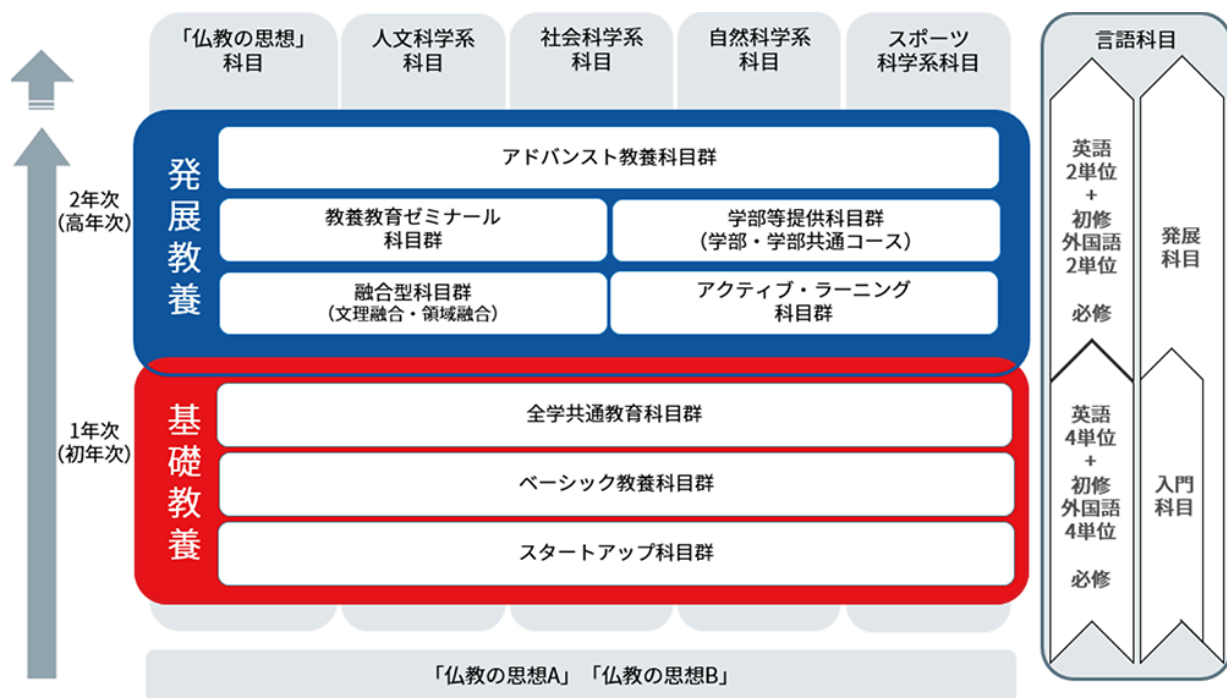 「仏教の思想」
科目
人文科学系
科目
社会科学系
科目
自然科学系
科目
スポーツ
科学系科目
言語科目
2年次
(高年次)
発展教養
アドバンスト教養科目群
教養教育ゼミナール
科目群
学部等提供科目群
(学部・学部共通コース)
融合型科目群
(文理融合・領域融合)
アクティブ・ラーニング
科目群
1年次
(初年次)
基礎教養
全学共通教育科目群
ベーシック教養科目群
スタートアップ科目群
英語
2単位
+
初修
外国語
2単位
必修
発展
科目
英語
4単位
+
初修
外国語
4単位
必修
入門
科目
「仏教の思想A」「仏教の思想B」